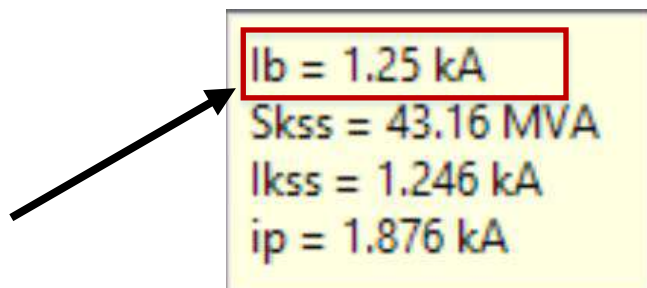 Ib = 1.25 kA
Skss = 43.16 MVA
Ikss = 1.246 kA
ip = 1.876 kA